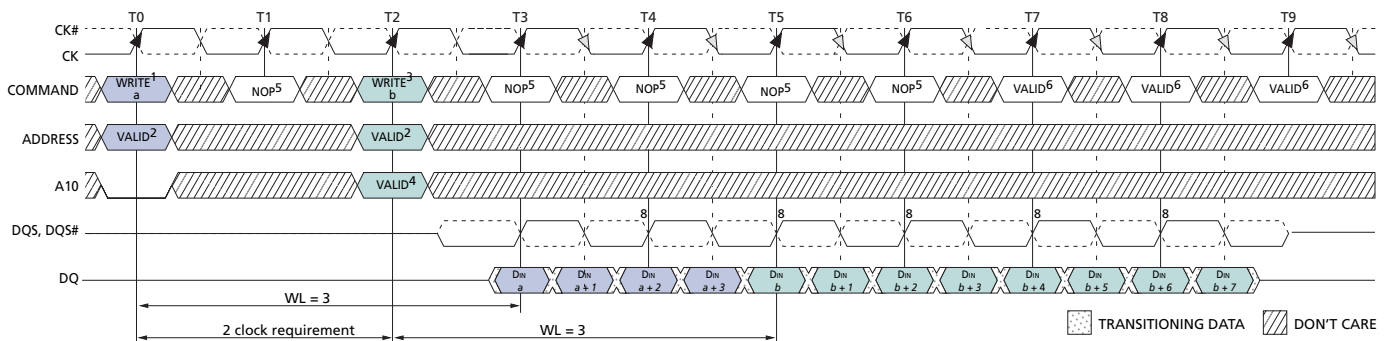 T0 T1 T2 T3 T4 T5 T6 T7 T8 T9
CK#
CK
COMMAND WRITE1 a NOP5 WRITE3 b NOP5 NOP5 NOP5 NOP5 VALID6 VALID6 VALID6
ADDRESS VALID2 VALID2
A10 VALID4
8 8 8 8 8
DQS, DQS#
DQ DIN a DIN a + 1 DIN a + 2 DIN a + 3 DIN b DIN b + 1 DIN b + 2 DIN b + 3 DIN b + 4 DIN b + 5 DIN b + 6 DIN b + 7
WL = 3
2 clock requirement WL = 3 TRANSITIONING DATA DON'T CARE